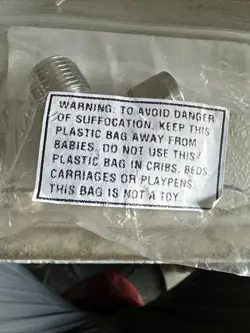 WARNING: TO AVOID DANGER
OF SUFFOCATION, KEEP THIS
PLASTIC BAG AWAY FROM
BABIES. DO NOT USE THIS
PLASTIC BAG IN CRIBS, BEDS,
CARRIAGES OR PLAYPENS.
THIS BAG IS NOT A TOY